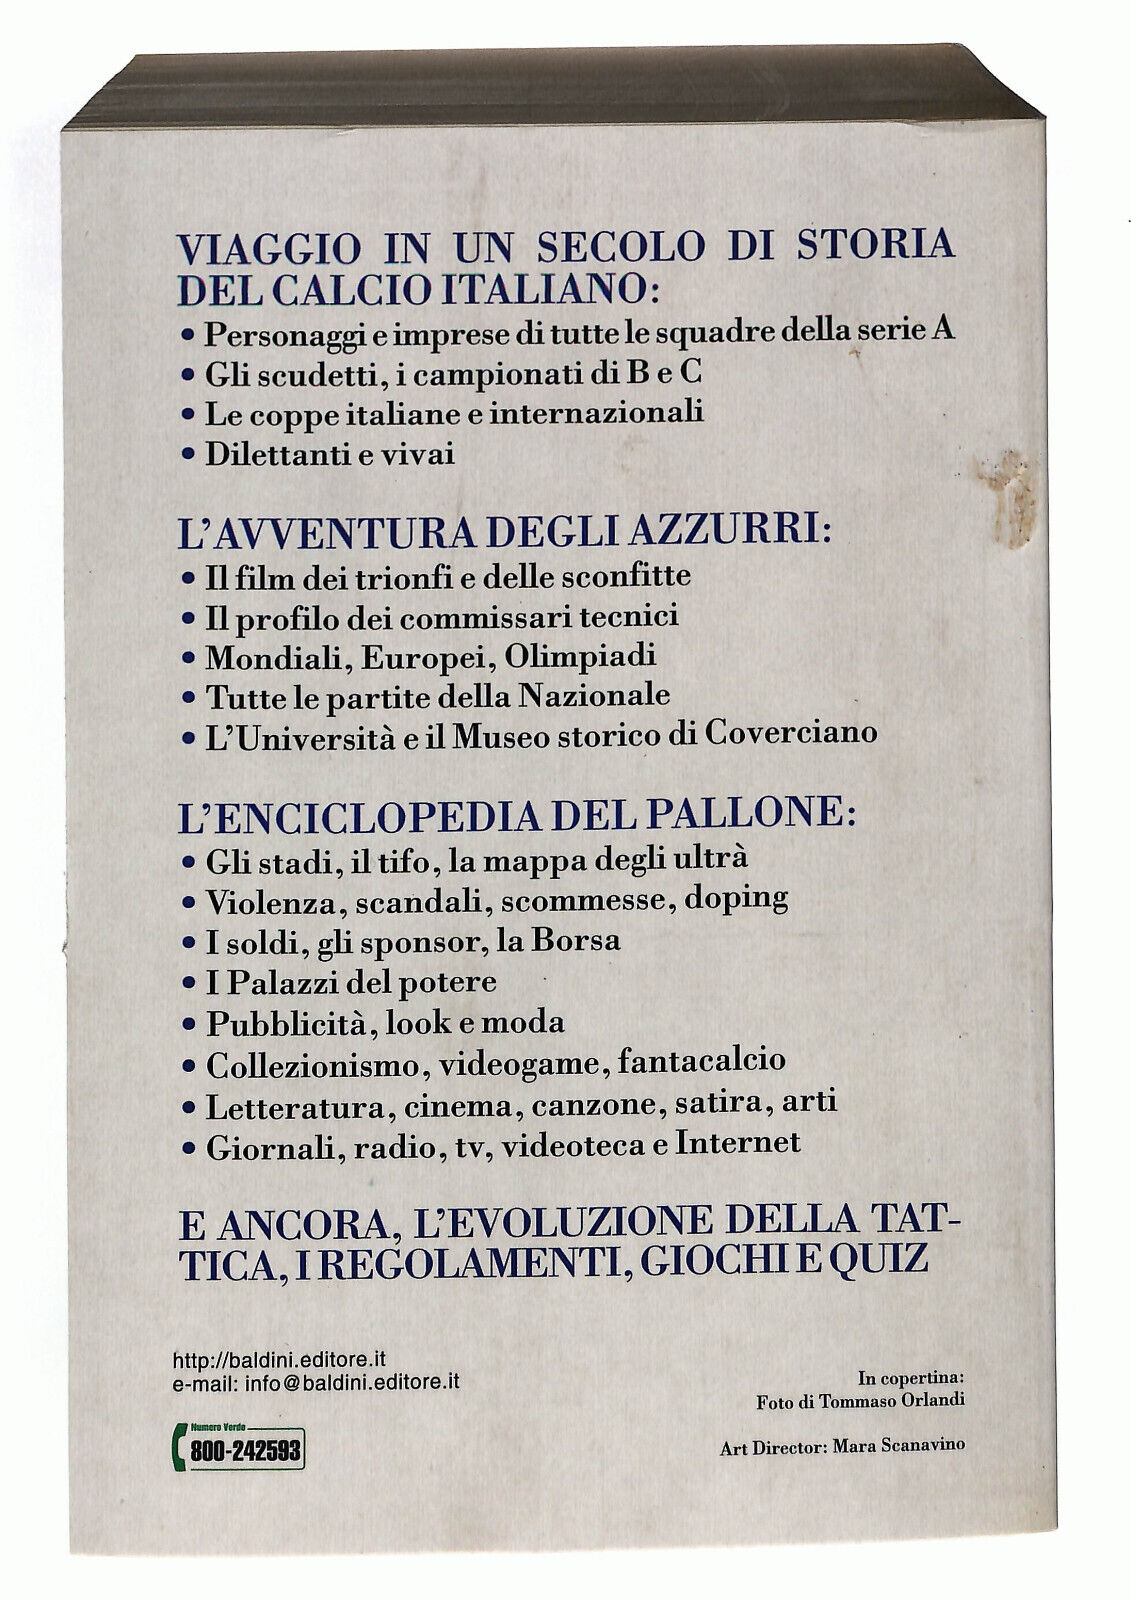 VIAGGIO IN UN SECOLO DI STORIA
DEL CALCIO ITALIANO:
• Personaggi e imprese di tutte le squadre della serie A
• Gli scudetti, i campionati di B e C
• Le coppe italiane e internazionali
• Dilettanti e vivai
L'AVVENTURA DEGLI AZZURRI:
• Il film dei trionfi e delle sconfitte
• Il profilo dei commissari tecnici
• Mondiali, Europei, Olimpiadi
• Tutte le partite della Nazionale
• L'Università e il Museo storico di Coverciano
L'ENCICLOPEDIA DEL PALLONE:
• Gli stadi, il tifo, la mappa degli ultrà
• Violenza, scandali, scommesse, doping
• I soldi, gli sponsor, la Borsa
• I Palazzi del potere
• Pubblicità, look e moda
• Collezionismo, videogame, fantacalcio
• Letteratura, cinema, canzone, satira, arti
• Giornali, radio, tv, videoteca e Internet
E ANCORA, L'EVOLUZIONE DELLA TAT-
TICA, I REGOLAMENTI, GIOCHI E QUIZ
http://baldini.editore.it
e-mail: info@baldini.editore.it
Numero Verde
800-242593
In copertina:
Foto di Tommaso Orlandi
Art Director: Mara Scanavino